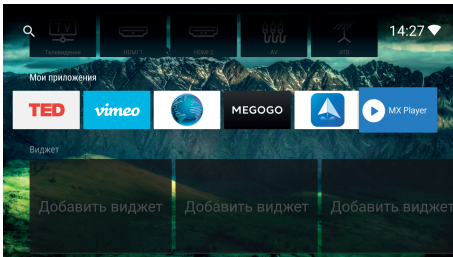 TV
14:27
Телевидение
HDMI 1
HDMI 2
AV
ATB
Мои приложения
TED
vimeo
MEGOGO
MX Player
Виджет
Добавить виджет
Добавить виджет
Добавить виджет